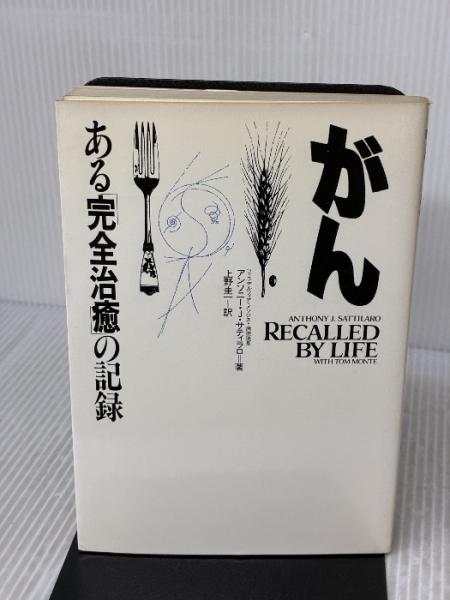 がん
ANTHONY J. SATTILARO
RECALLED
BY LIFE
WITH TOM MONTE
アンソニー・J・サティラロ=著
上野圭一=訳
ある「完全治癒」の記録